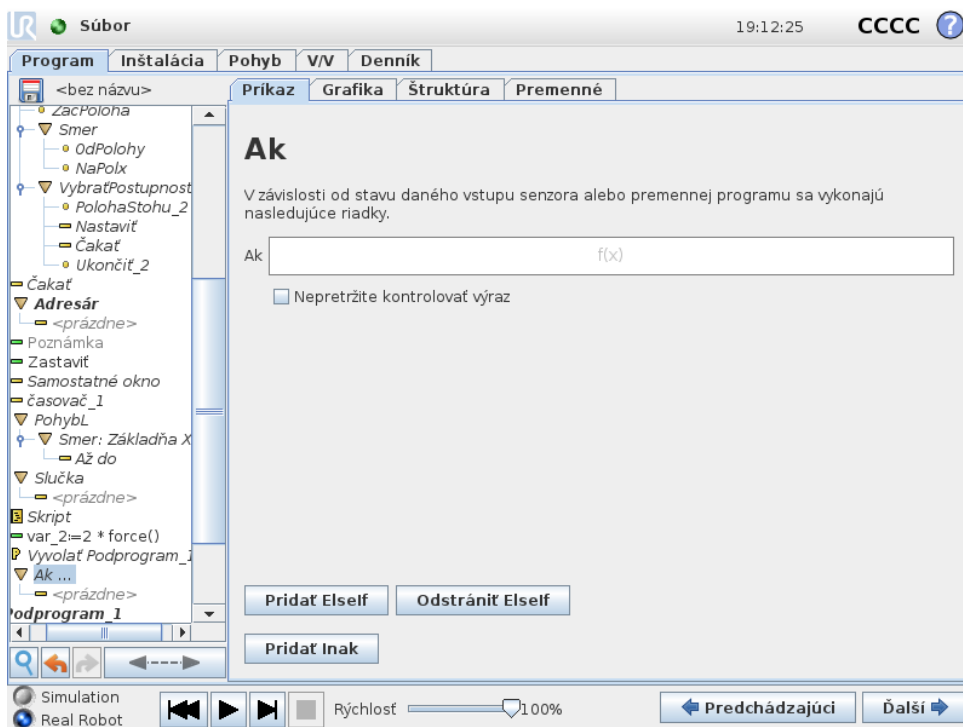 UR Súbor 19:12:25 CCCC ?
Program Inštalácia Pohyb V/V Denník
<bez názvu> Príkaz Grafika Štruktúra Premenné
ZacPoloha
Smer
OdPolohy
NaPolx
VybraťPostupnost
PolohaStohu_2
Nastaviť
Čakať
Ukončiť_2
Čakať
Adresár
<prázdne>
Poznámka
Zastaviť
Samostatné okno
časovač_1
PohybL
Smer: Základňa X
Až do
Slučka
<prázdne>
Skript
var_2:=2 * force()
P Vyvolať Podprogram_1
Ak ...
<prázdne>
Podprogram_1
Ak
V závislosti od stavu daného vstupu senzora alebo premennej programu sa vykonajú
nasledujúce riadky.
Ak f(x)
Nepretržite kontrolovať výraz
Pridať ElseIf Odstrániť ElseIf
Pridať Inak
Simulation
Real Robot
Rýchlosť 100%
Predchádzajúci Ďalší